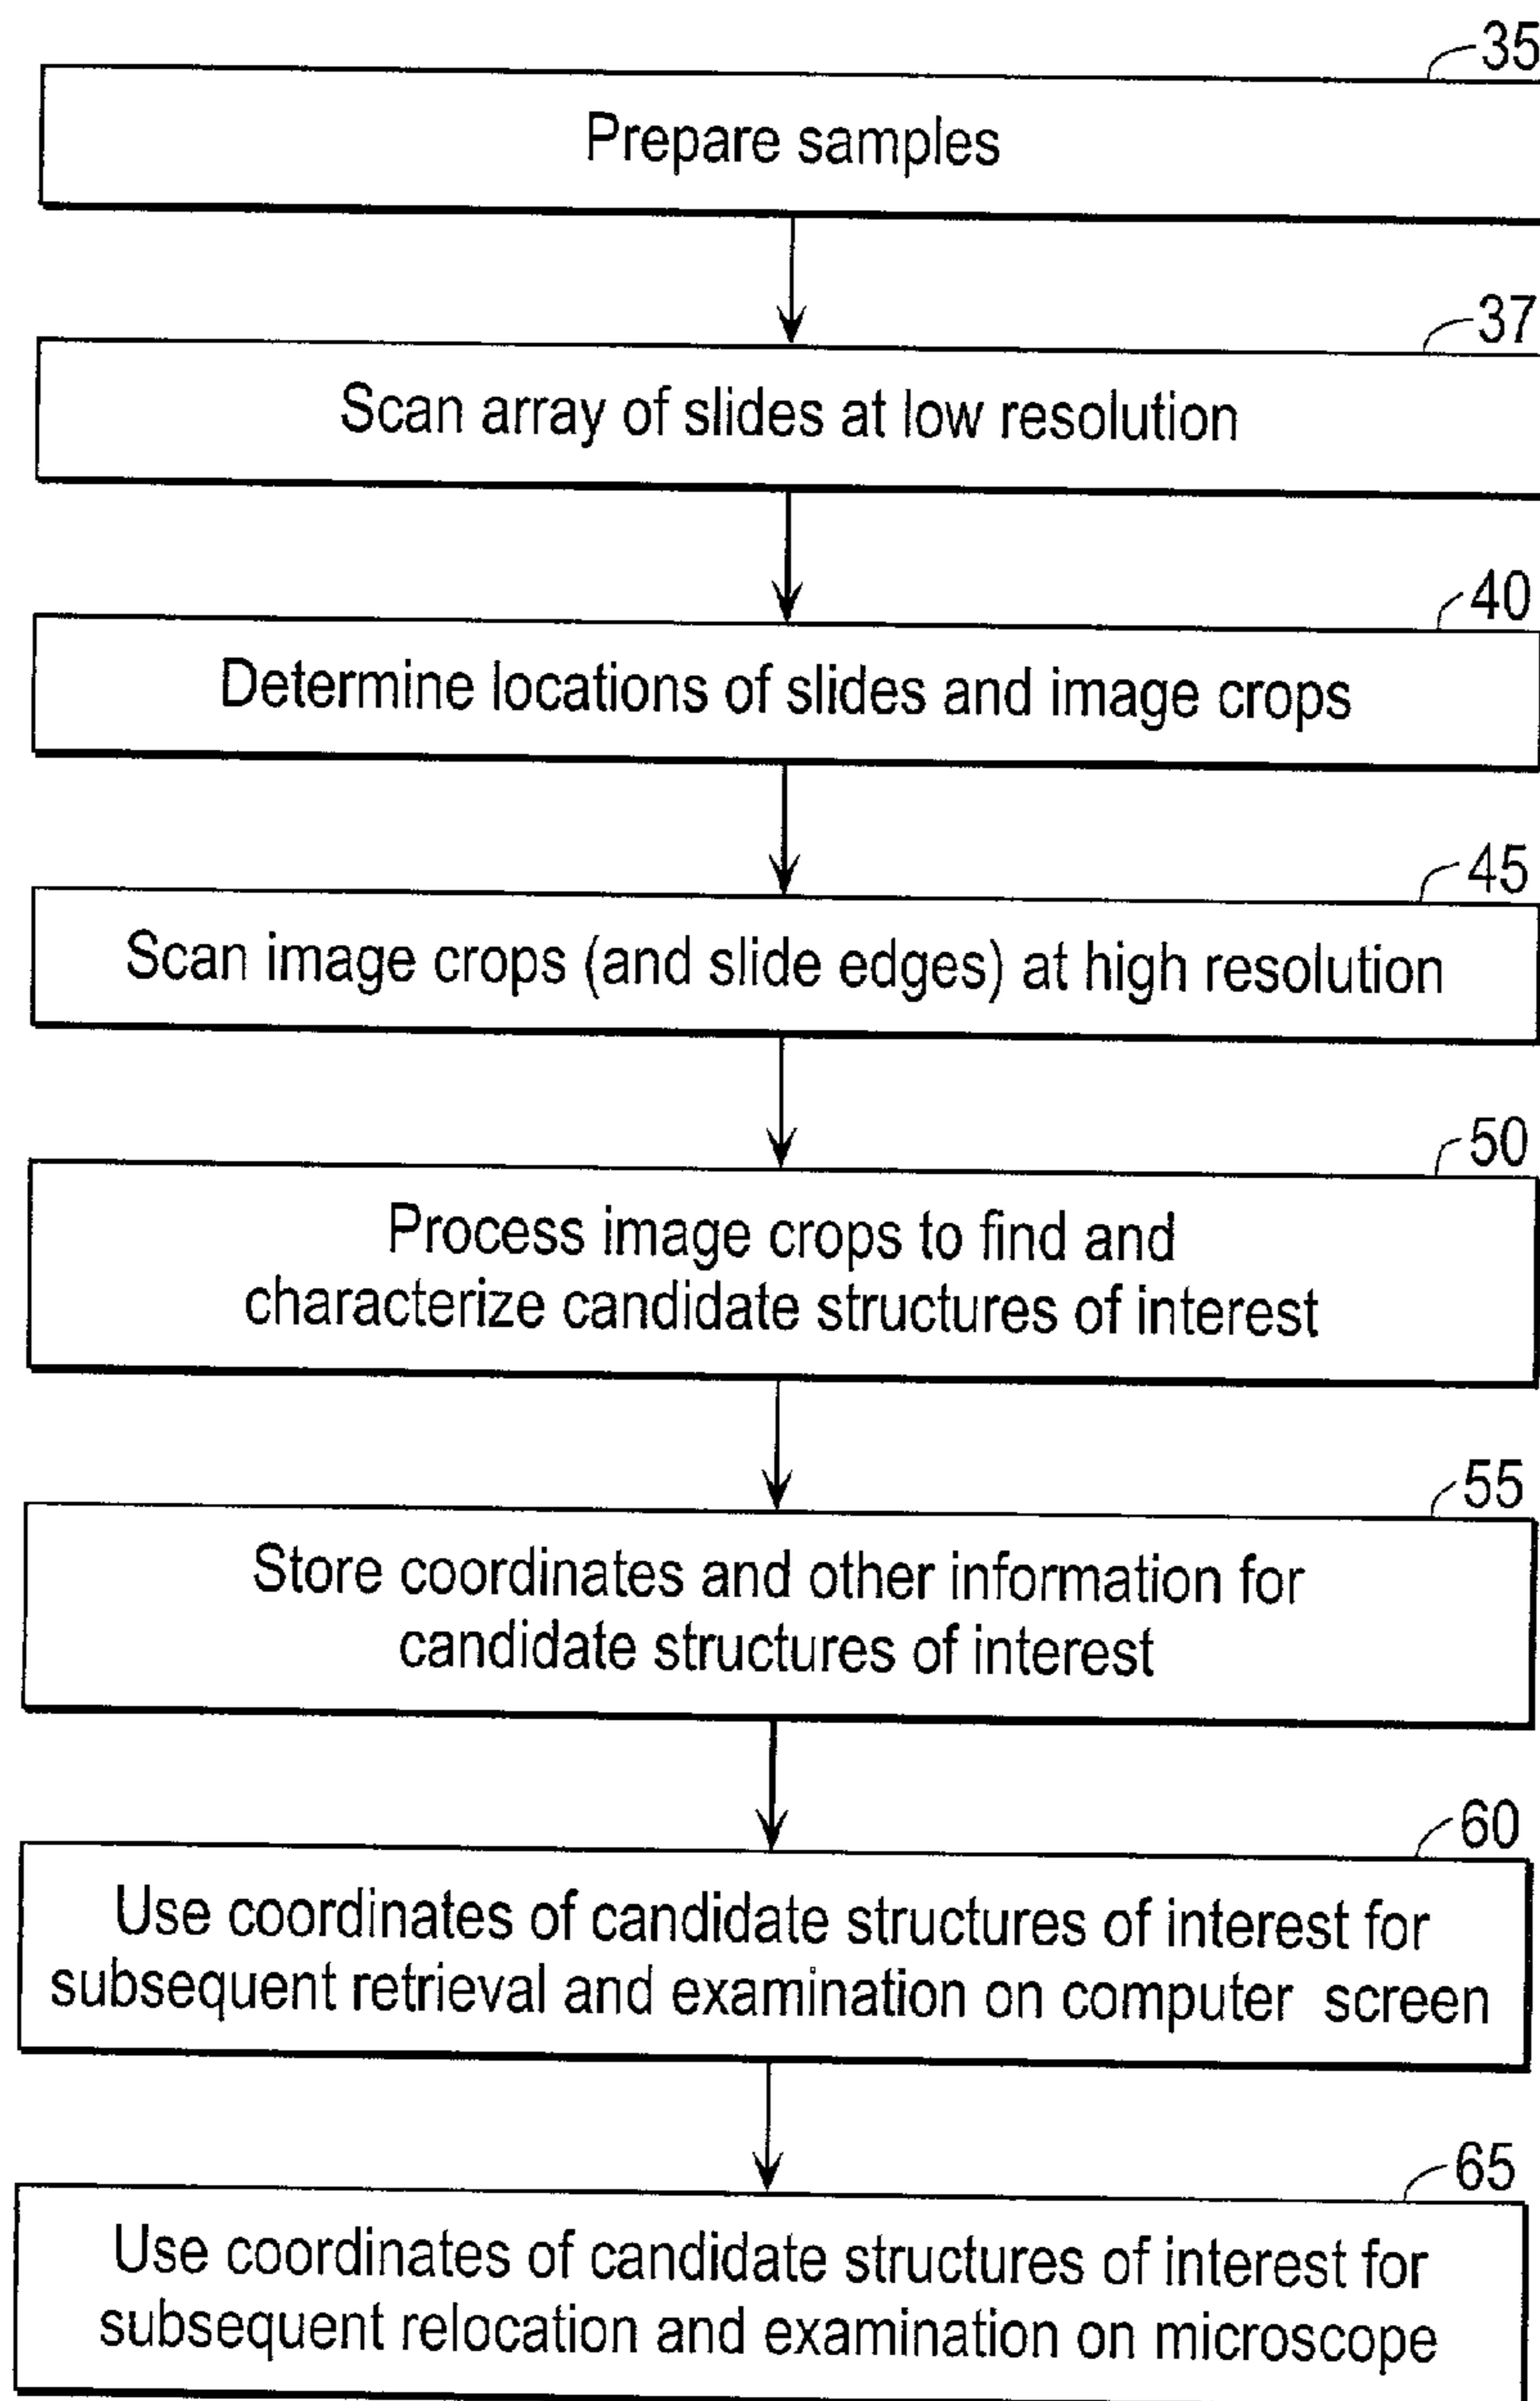 35
Prepare samples
37
Scan array of slides at low resolution
40
Determine locations of slides and image crops
45
Scan image crops (and slide edges) at high resolution
50
Process image crops to find and
characterize candidate structures of interest
55
Store coordinates and other information for
candidate structures of interest
60
Use coordinates of candidate structures of interest for
subsequent retrieval and examination on computer screen
65
Use coordinates of candidate structures of interest for
subsequent relocation and examination on microscope